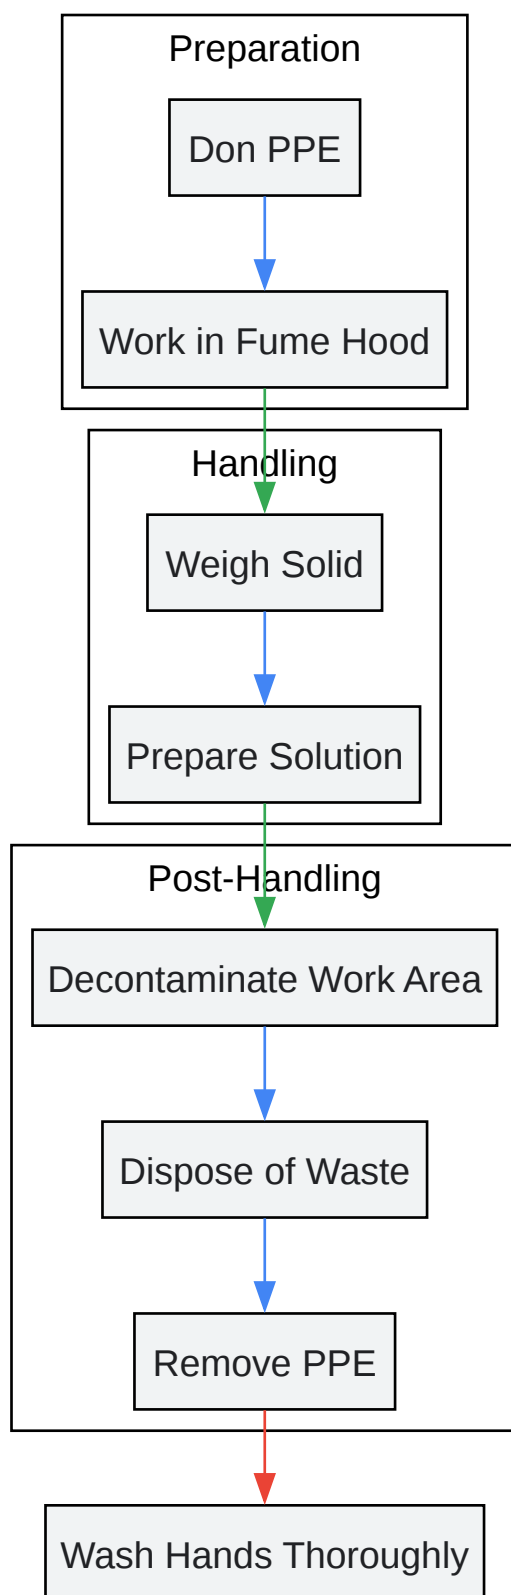 Preparation
Don PPE
Work in Fume Hood
Handling
Weigh Solid
Prepare Solution
Post-Handling
Decontaminate Work Area
Dispose of Waste
Remove PPE
Wash Hands Thoroughly